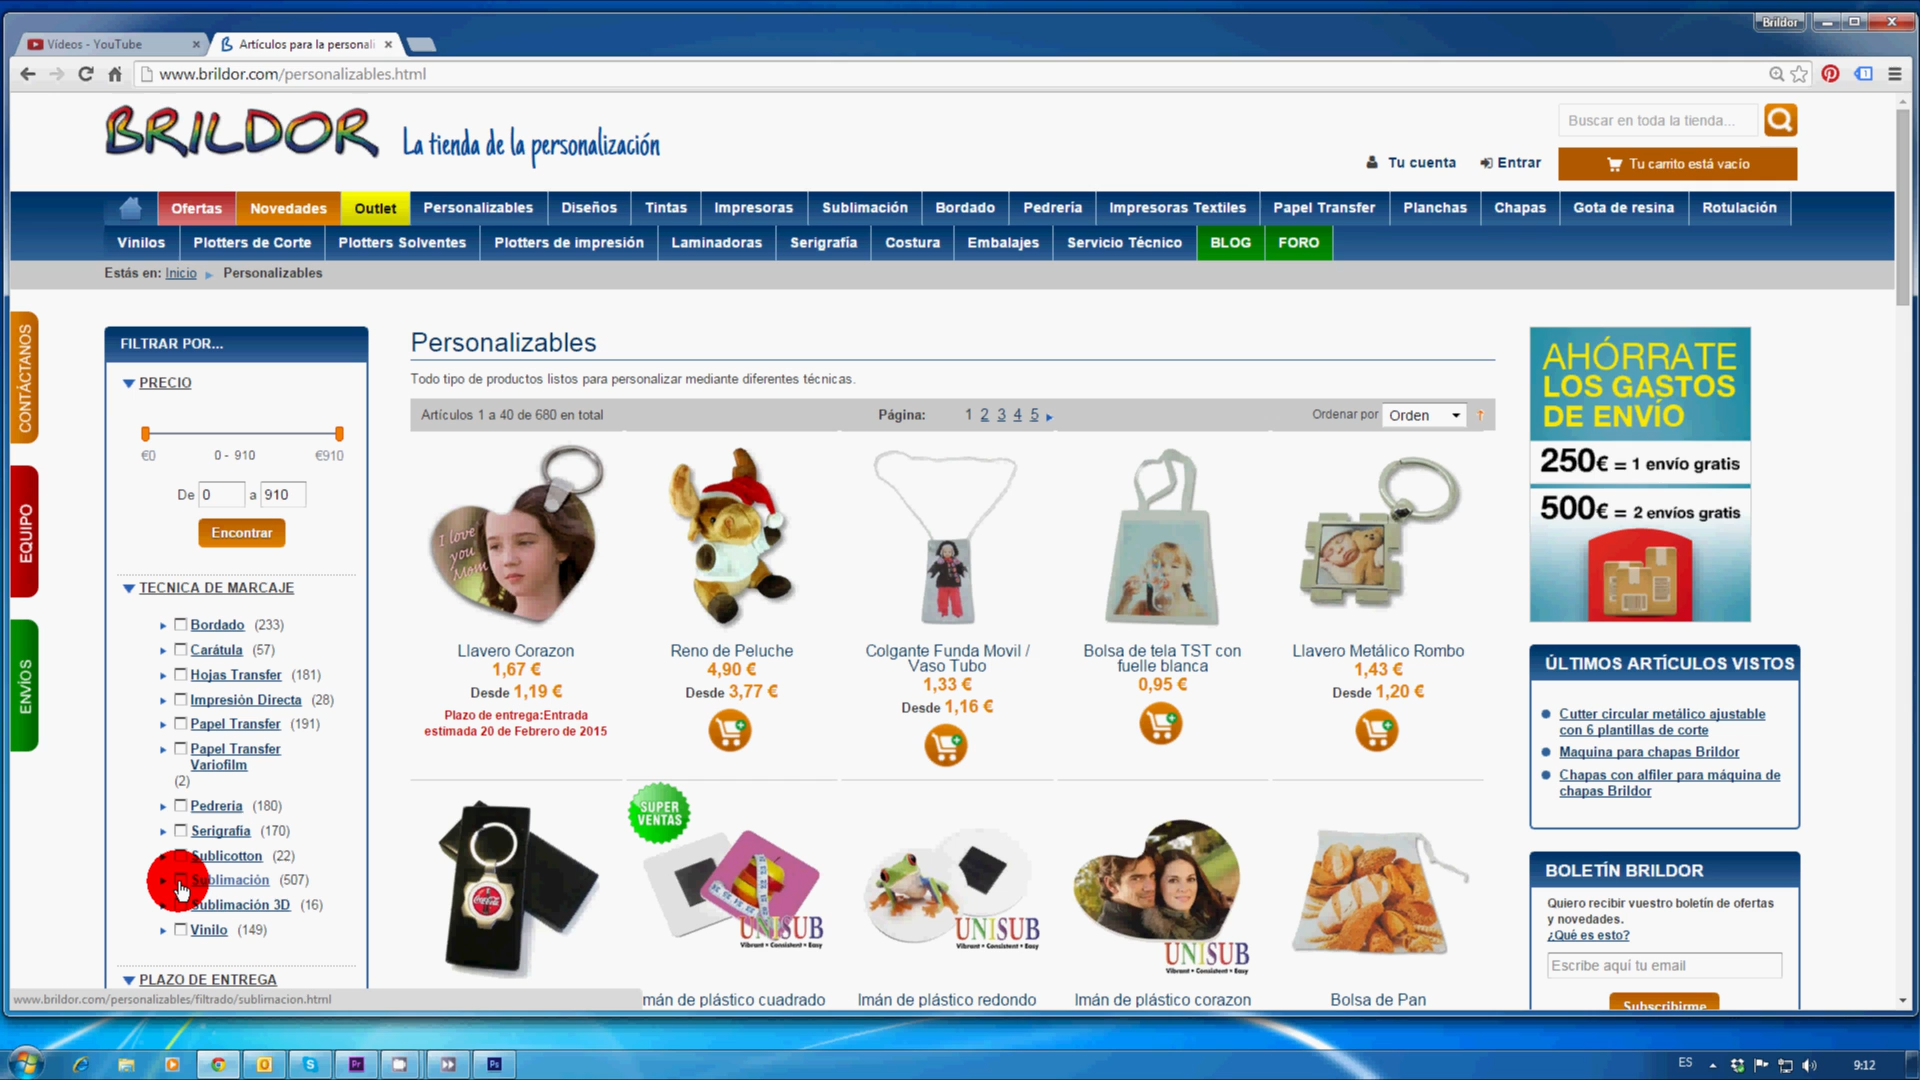 Brildor
Vídeos - YouTube
Artículos para la personali
www.brildor.com/personalizables.html
BRILDOR
La tienda de la personalización
Buscar en toda la tienda...
Tu cuenta
Entrar
Tu carrito está vacío
Ofertas
Novedades
Outlet
Personalizables
Diseños
Tintas
Impresoras
Sublimación
Bordado
Pedrería
Impresoras Textiles
Papel Transfer
Planchas
Chapas
Gota de resina
Rotulación
Vinilos
Plotters de Corte
Plotters Solventes
Plotters de impresión
Laminadoras
Serigrafía
Costura
Embalajes
Servicio Técnico
BLOG
FORO
Estás en: Inicio
Personalizables
CONTÁCTANOS
EQUIPO
ENVÍOS
FILTRAR POR...
PRECIO
€0
0 - 910
€910
De 0 a 910
Encontrar
TECNICA DE MARCAJE
Bordado (233)
Carátula (57)
Hojas Transfer (181)
Impresión Directa (28)
Papel Transfer (191)
Papel Transfer
Variofilm
(2)
Pedreria (180)
Serigrafia (170)
Sublicotton (22)
Sublimación (507)
Sublimación 3D (16)
Vinilo (149)
PLAZO DE ENTREGA
www.brildor.com/personalizables/filtrado/sublimacion.html
Personalizables
Todo tipo de productos listos para personalizar mediante diferentes técnicas.
Artículos 1 a 40 de 680 en total
Página: 1 2 3 4 5
Ordenar por Orden
I love
you
Mom
Llavero Corazon
1,67 €
Desde 1,19 €
Plazo de entrega:Entrada
estimada 20 de Febrero de 2015
Reno de Peluche
4,90 €
Desde 3,77 €
Colgante Funda Movil /
Vaso Tubo
1,33 €
Desde 1,16 €
Bolsa de tela TST con
fuelle blanca
0,95 €
Llavero Metálico Rombo
1,43 €
Desde 1,20 €
Coca-Cola
SUPER
VENTAS
UNISUB
Vibrant • Consistent • Easy
UNISUB
Vibrant • Consistent • Easy
UNISUB
Vibrant • Consistent • Easy
mán de plástico cuadrado
Imán de plástico redondo
Imán de plástico corazon
Bolsa de Pan
AHÓRRATE
LOS GASTOS
DE ENVÍO
250€ = 1 envío gratis
500€ = 2 envíos gratis
ÚLTIMOS ARTÍCULOS VISTOS
Cutter circular metálico ajustable
con 6 plantillas de corte
Maquina para chapas Brildor
Chapas con alfiler para máquina de
chapas Brildor
BOLETÍN BRILDOR
Quiero recibir vuestro boletín de ofertas
y novedades.
¿Qué es esto?
Escribe aquí tu email
Subscribirme
Pr
Ps
ES
9:12